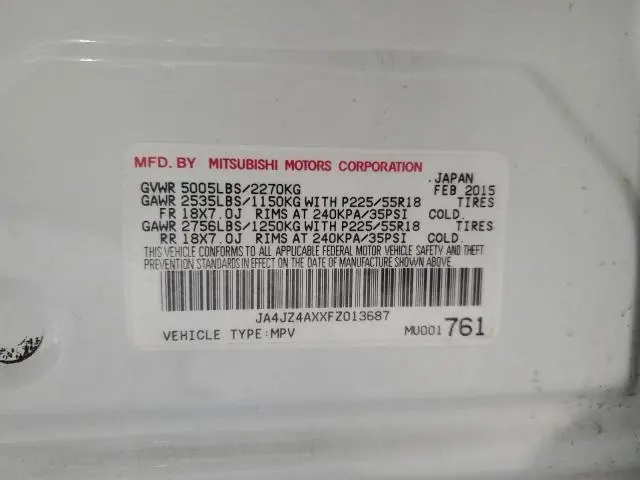 MFD. BY MITSUBISHI MOTORS CORPORATION
JAPAN
GVWR 5005LBS/2270KG FEB 2015
GAWR 2535LBS/1150KG WITH P225/55R18 TIRES
FR 18X7.0J RIMS AT 240KPA/35PSI COLD.
GAWR 2756LBS/1250KG WITH P225/55R18 TIRES
RR 18X7.0J RIMS AT 240KPA/35PSI COLD.
THIS VEHICLE CONFORMS TO ALL APPLICABLE FEDERAL MOTOR VEHICLE SAFETY AND THEFT
PREVENTION STANDARDS IN EFFECT ON THE DATE OF MANUFACTURE SHOWN ABOVE.
JA4JZ4AXXFZ013687
VEHICLE TYPE:MPV MU001 761